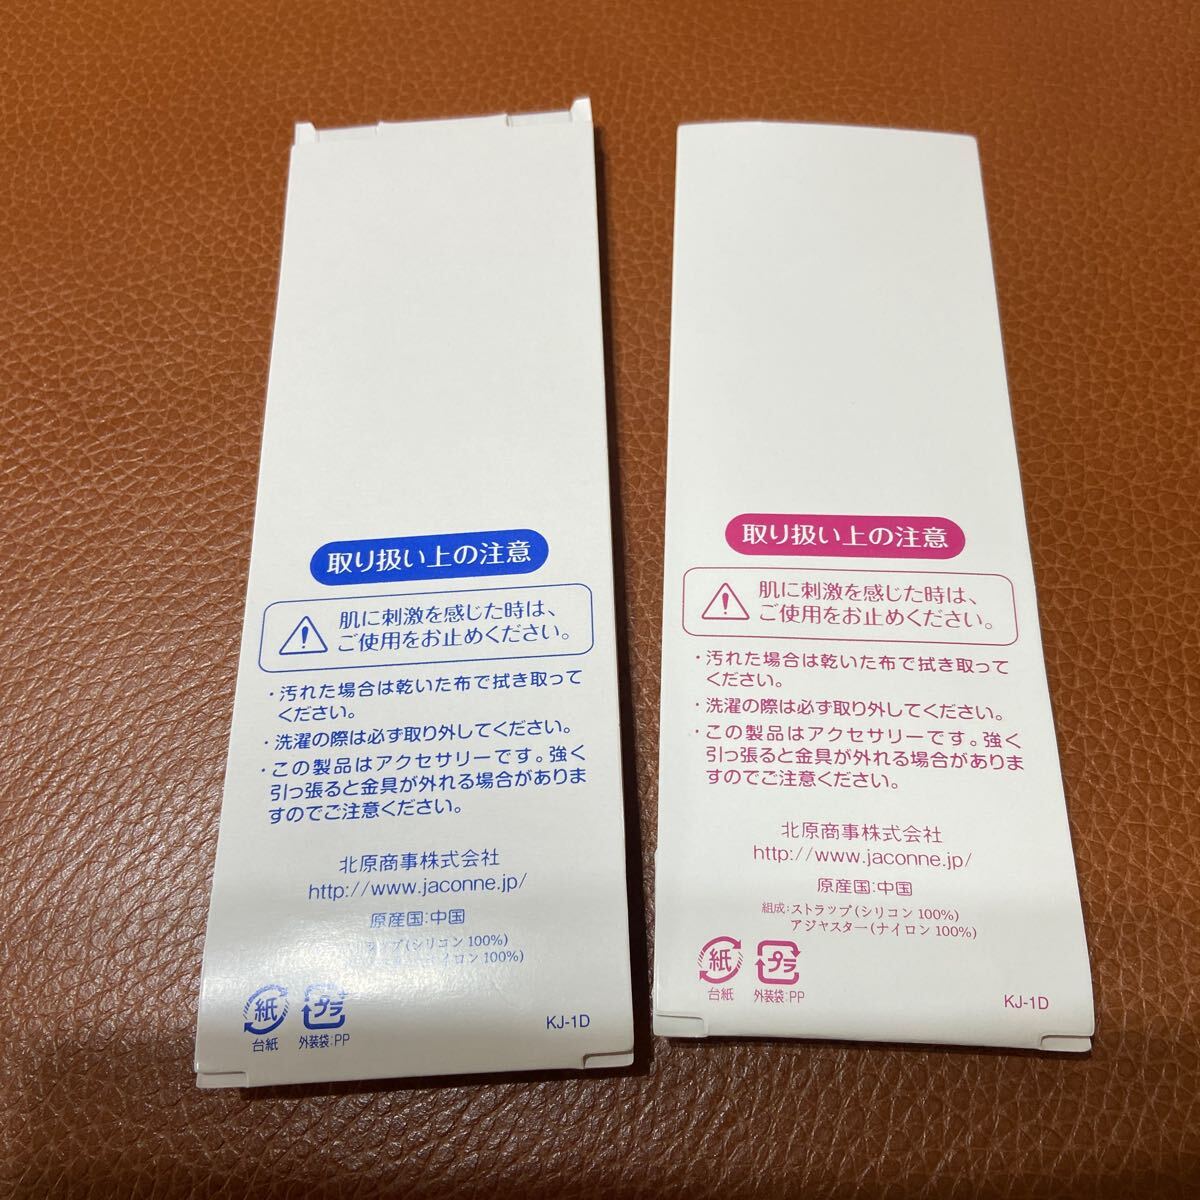 取り扱い上の注意
肌に刺激を感じた時は、
ご使用をお止めください。
・汚れた場合は乾いた布で拭き取って
ください。
・洗濯の際は必ず取り外してください。
・この製品はアクセサリーです。強く
引っ張ると金具が外れる場合がありま
すのでご注意ください。
北原商事株式会社
http://www.jaconne.jp/
原産国:中国
ップ(シリコン 100%)
イロン 100%)
紙
台紙
プラ
外装袋:PP
KJ-1D
取り扱い上の注意
肌に刺激を感じた時は、
ご使用をお止めください。
・汚れた場合は乾いた布で拭き取って
ください。
・洗濯の際は必ず取り外してください。
・この製品はアクセサリーです。強く
引っ張ると金具が外れる場合がありま
すのでご注意ください。
北原商事株式会社
http://www.jaconne.jp/
原産国:中国
組成:ストラップ(シリコン 100%)
アジャスター(ナイロン 100%)
紙
台紙
プラ
外装袋:PP
KJ-1D